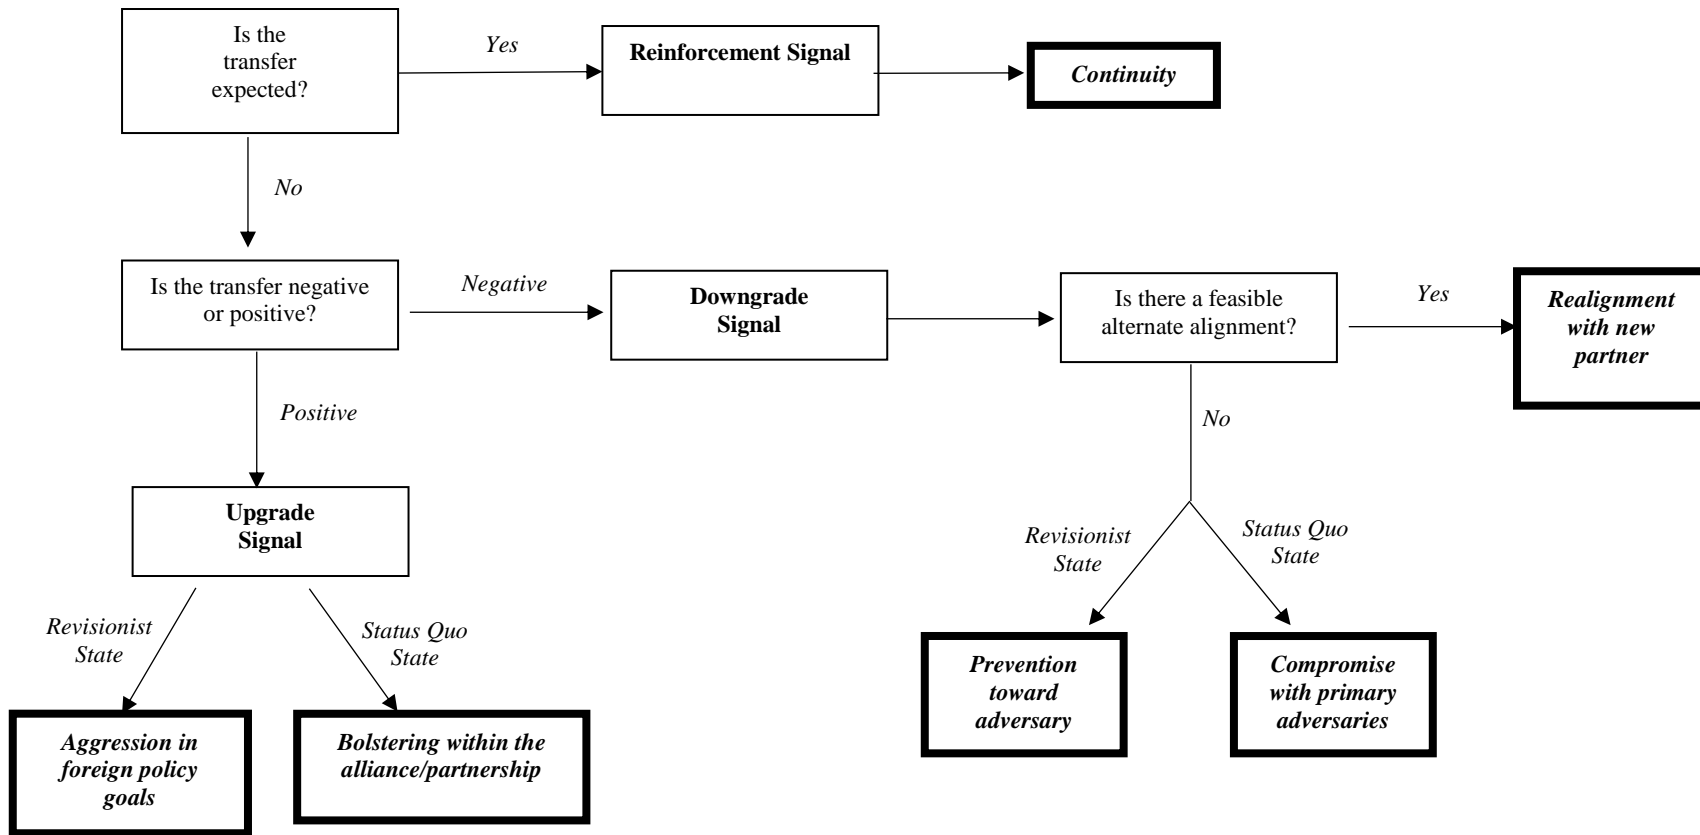 Is the
transfer
expected?
Yes
Reinforcement Signal
Continuity
No
Is the transfer negative
or positive?
Negative
Downgrade
Signal
Is there a feasible
alternate alignment?
Yes
Realignment
with new
partner
Positive
No
Upgrade
Signal
Revisionist
State
Status Quo
State
Revisionist
State
Status Quo
State
Prevention
toward
adversary
Compromise
with primary
adversaries
Aggression in
foreign policy
goals
Bolstering within the
alliance/partnership